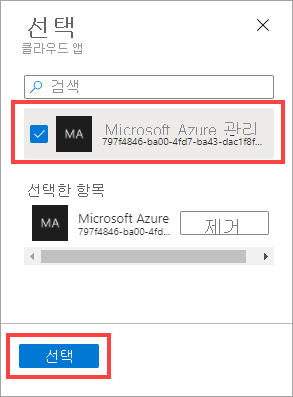 선택
클라우드 앱
검색
MA
Microsoft Azure 관리
797f4846-ba00-4fd7-ba43-dac1f8f...
선택한 항목
MA
Microsoft Azure
797f4846-ba00-4fd...
제거
선택